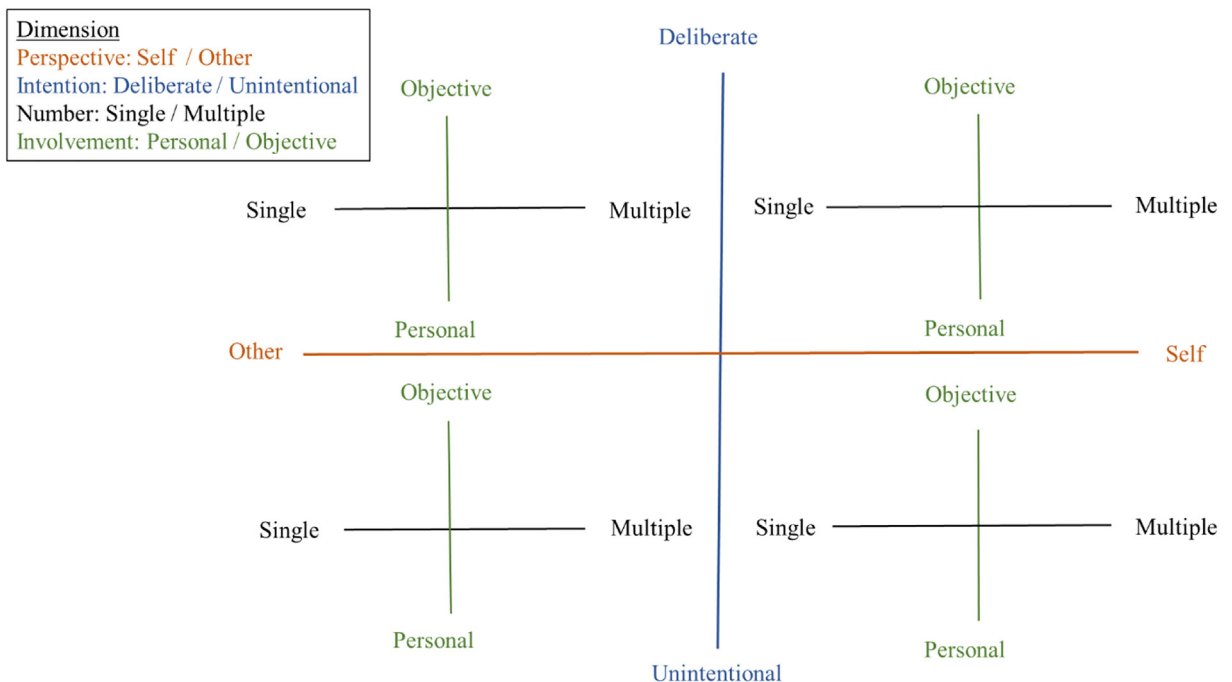 Dimension
Perspective: Self / Other
Intention: Deliberate / Unintentional
Number: Single / Multiple
Involvement: Personal / Objective
Deliberate
Objective
Objective
Single
Multiple
Single
Multiple
Personal
Personal
Other
Self
Objective
Objective
Single
Multiple
Single
Multiple
Personal
Personal
Unintentional